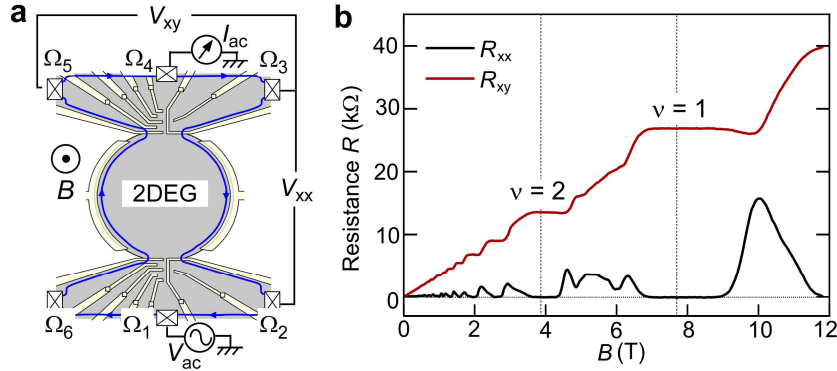 a
V_xy
I_ac
Ω5 Ω4 Ω3
B
2DEG
V_xx
Ω6 Ω1 Ω2
V_ac
b
40
30
20
10
0
Resistance R (kΩ)
R_xx
R_xy
ν = 1
ν = 2
0 2 4 6 8 10 12
B (T)